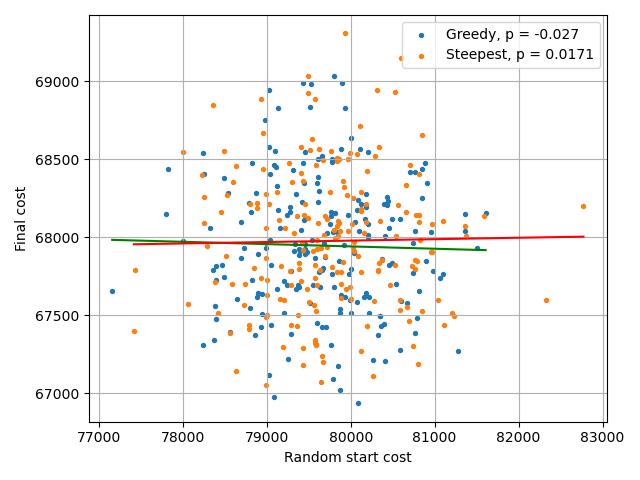 Greedy, p = -0.027
Steepest, p = 0.0171
Final cost
69000
68500
68000
67500
67000
77000 78000 79000 80000 81000 82000 83000
Random start cost